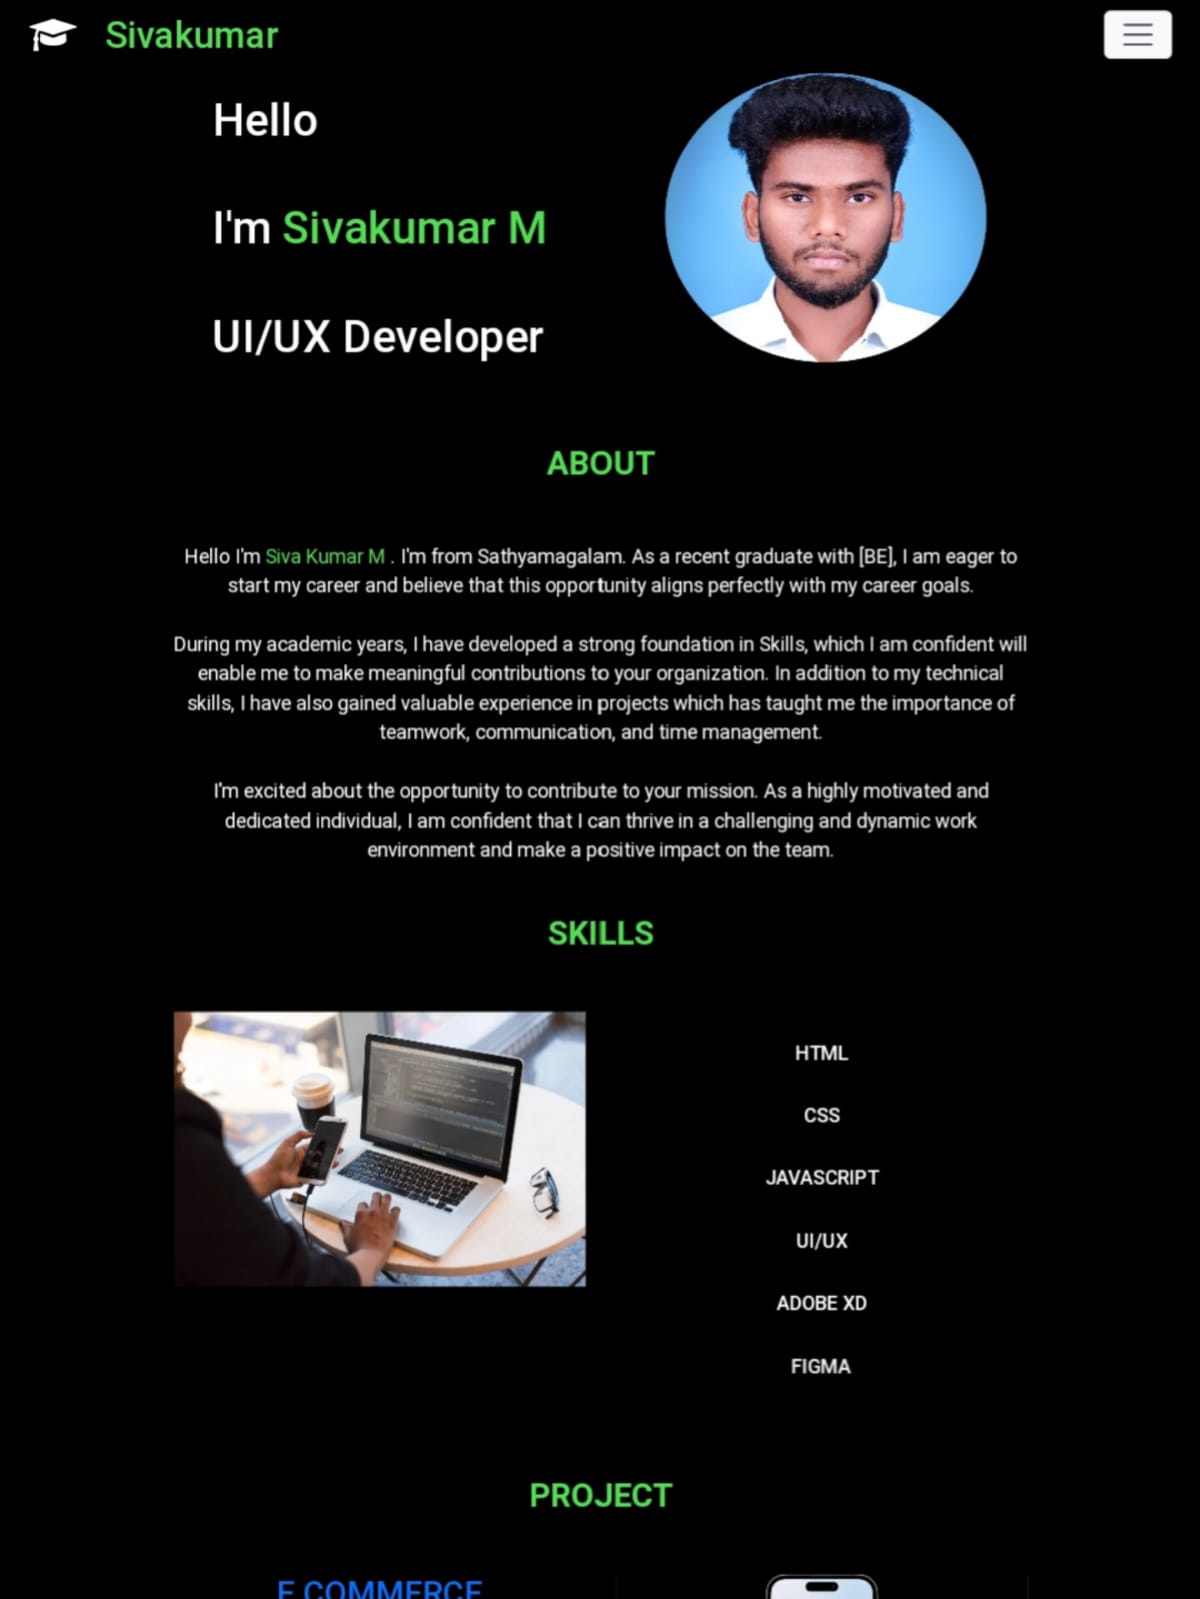 Sivakumar
Hello
I'm Sivakumar M
UI/UX Developer
ABOUT
Hello I'm Siva Kumar M . I'm from Sathyamagalam. As a recent graduate with [BE], I am eager to
start my career and believe that this opportunity aligns perfectly with my career goals.
During my academic years, I have developed a strong foundation in Skills, which I am confident will
enable me to make meaningful contributions to your organization. In addition to my technical
skills, I have also gained valuable experience in projects which has taught me the importance of
teamwork, communication, and time management.
I'm excited about the opportunity to contribute to your mission. As a highly motivated and
dedicated individual, I am confident that I can thrive in a challenging and dynamic work
environment and make a positive impact on the team.
SKILLS
HTML
CSS
JAVASCRIPT
UI/UX
ADOBE XD
FIGMA
PROJECT
E COMMERCE